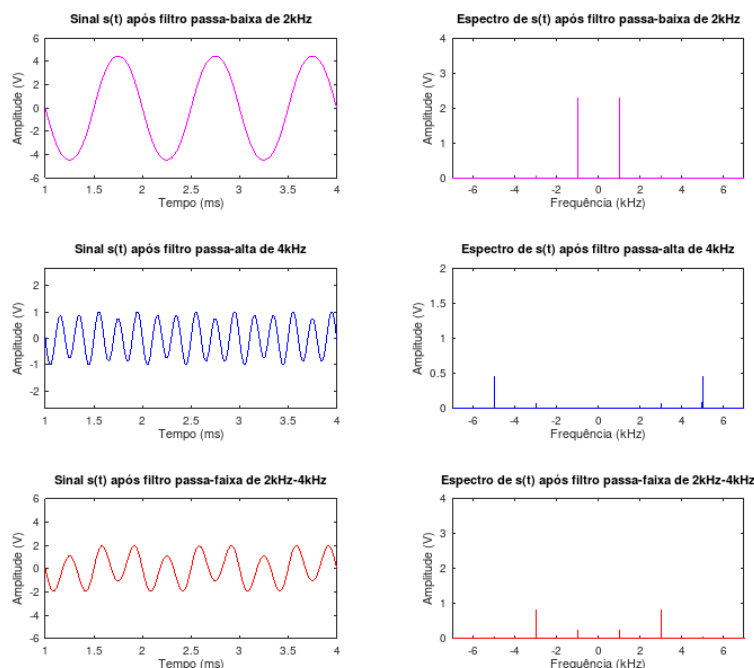 Sinal s(t) após filtro passa-baixa de 2kHz
6
4
2
0
-2
-4
-6
Amplitude (V)
1 1.5 2 2.5 3 3.5 4
Tempo (ms)
Espectro de s(t) após filtro passa-baixa de 2kHz
4
3
2
1
0
Amplitude (V)
-6 -4 -2 0 2 4 6
Frequência (kHz)
Sinal s(t) após filtro passa-alta de 4kHz
2
1
0
-1
-2
Amplitude (V)
1 1.5 2 2.5 3 3.5 4
Tempo (ms)
Espectro de s(t) após filtro passa-alta de 4kHz
2
1.5
1
0.5
0
Amplitude (V)
-6 -4 -2 0 2 4 6
Frequência (kHz)
Sinal s(t) após filtro passa-faixa de 2kHz-4kHz
6
4
2
0
-2
-4
-6
Amplitude (V)
1 1.5 2 2.5 3 3.5 4
Tempo (ms)
Espectro de s(t) após filtro passa-faixa de 2kHz-4kHz
4
3
2
1
0
Amplitude (V)
-6 -4 -2 0 2 4 6
Frequência (kHz)